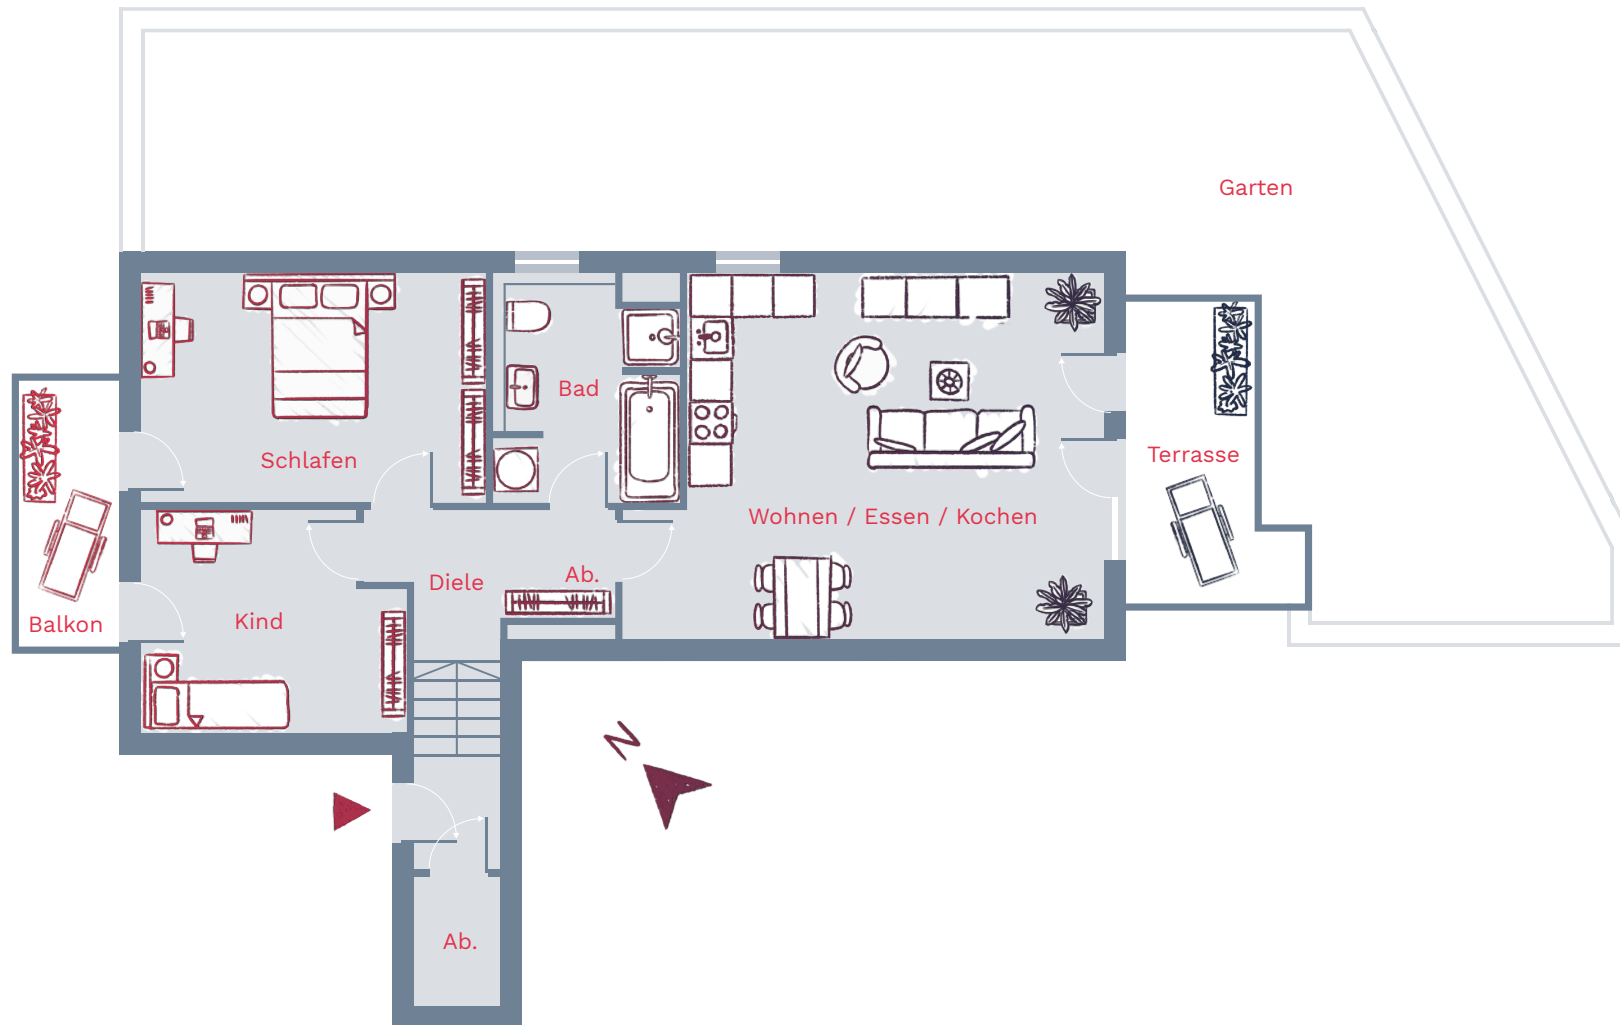 Garten
Bad
Schlafen
Terrasse
Wohnen / Essen / Kochen
Diele
Ab.
Kind
Balkon
N
Ab.